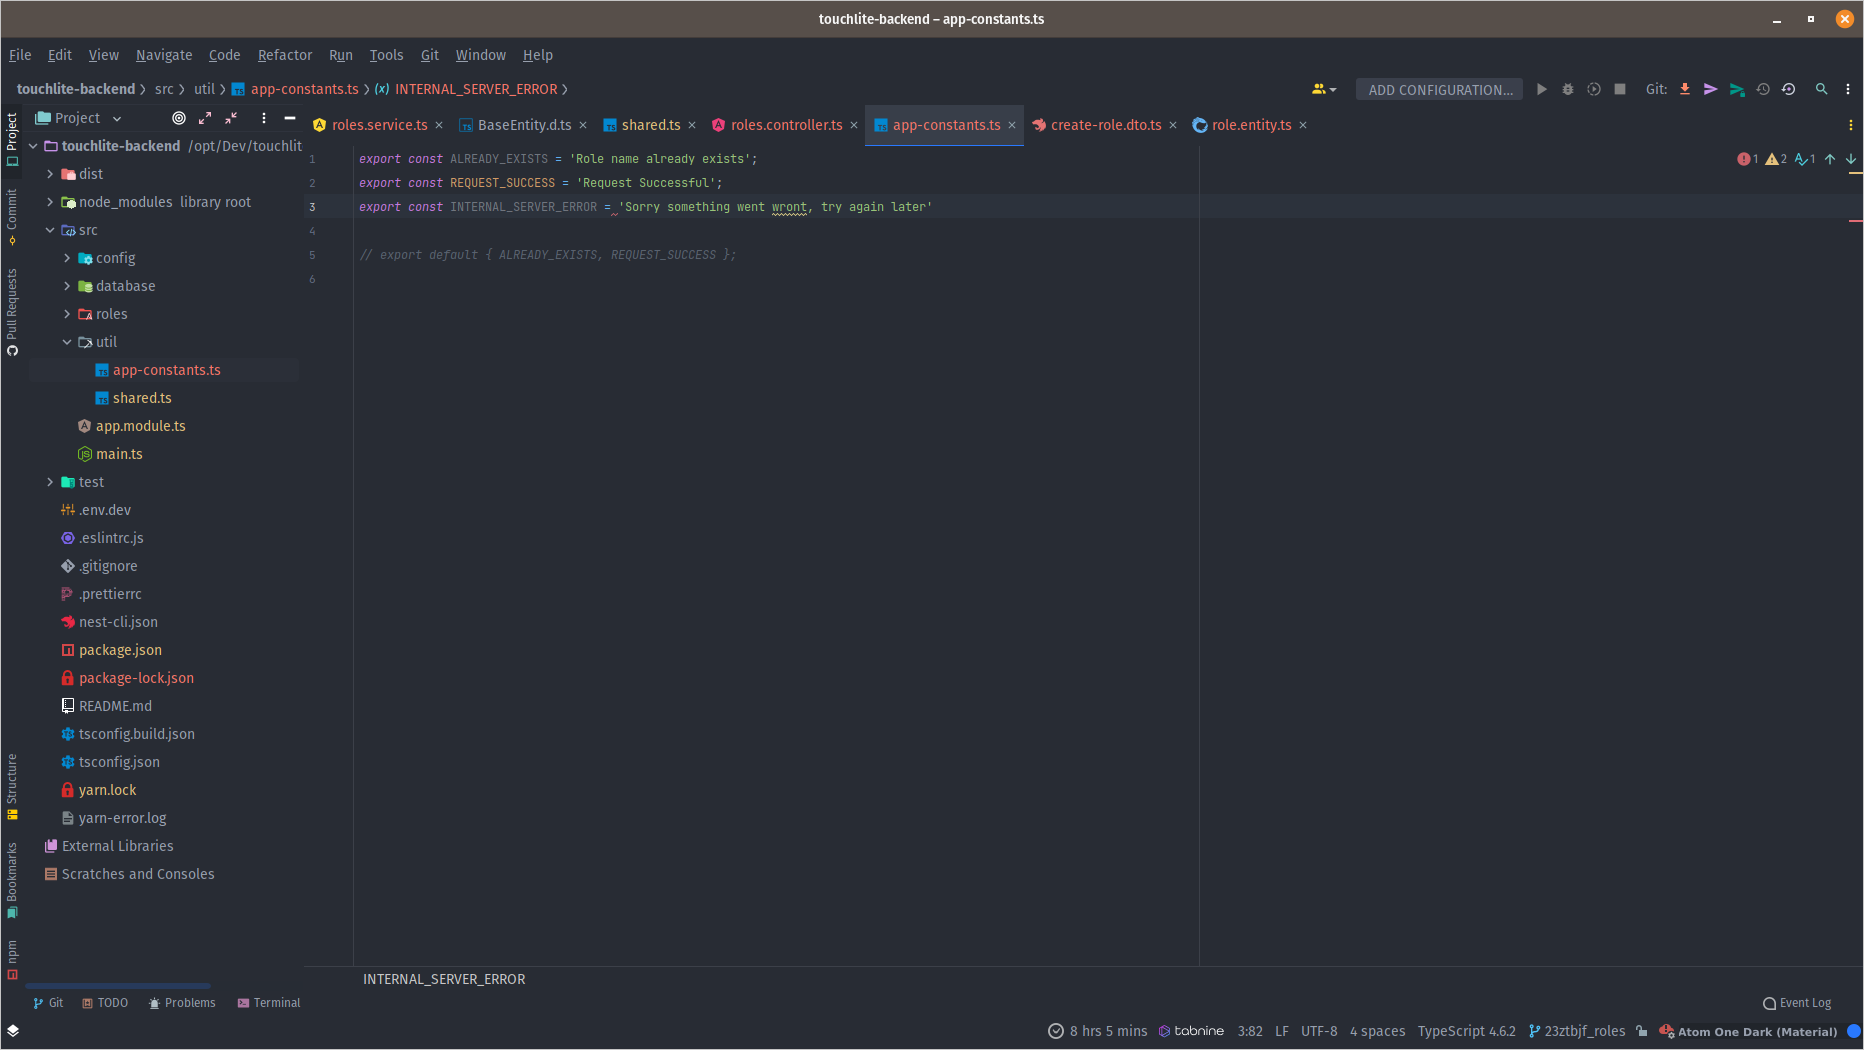 touchlite-backend – app-constants.ts
File Edit View Navigate Code Refactor Run Tools Git Window Help
touchlite-backend src util app-constants.ts (x) INTERNAL_SERVER_ERROR ADD CONFIGURATION... Git:
Project
roles.service.ts BaseEntity.d.ts shared.ts roles.controller.ts app-constants.ts create-role.dto.ts role.entity.ts
touchlite-backend /opt/Dev/touchlit
dist
node_modules library root
src
config
database
roles
util
app-constants.ts
shared.ts
app.module.ts
main.ts
test
.env.dev
.eslintrc.js
.gitignore
.prettierrc
nest-cli.json
package.json
package-lock.json
README.md
tsconfig.build.json
tsconfig.json
yarn.lock
yarn-error.log
External Libraries
Scratches and Consoles
1 export const ALREADY_EXISTS = 'Role name already exists';
2 export const REQUEST_SUCCESS = 'Request Successful';
3 export const INTERNAL_SERVER_ERROR = 'Sorry something went wront, try again later'
4
5 // export default { ALREADY_EXISTS, REQUEST_SUCCESS };
6
1 2 1
Project
Commit
Pull Requests
Structure
Bookmarks
npm
INTERNAL_SERVER_ERROR
Git TODO Problems Terminal Event Log
8 hrs 5 mins tabnine 3:82 LF UTF-8 4 spaces TypeScript 4.6.2 23ztbjf_roles Atom One Dark (Material)